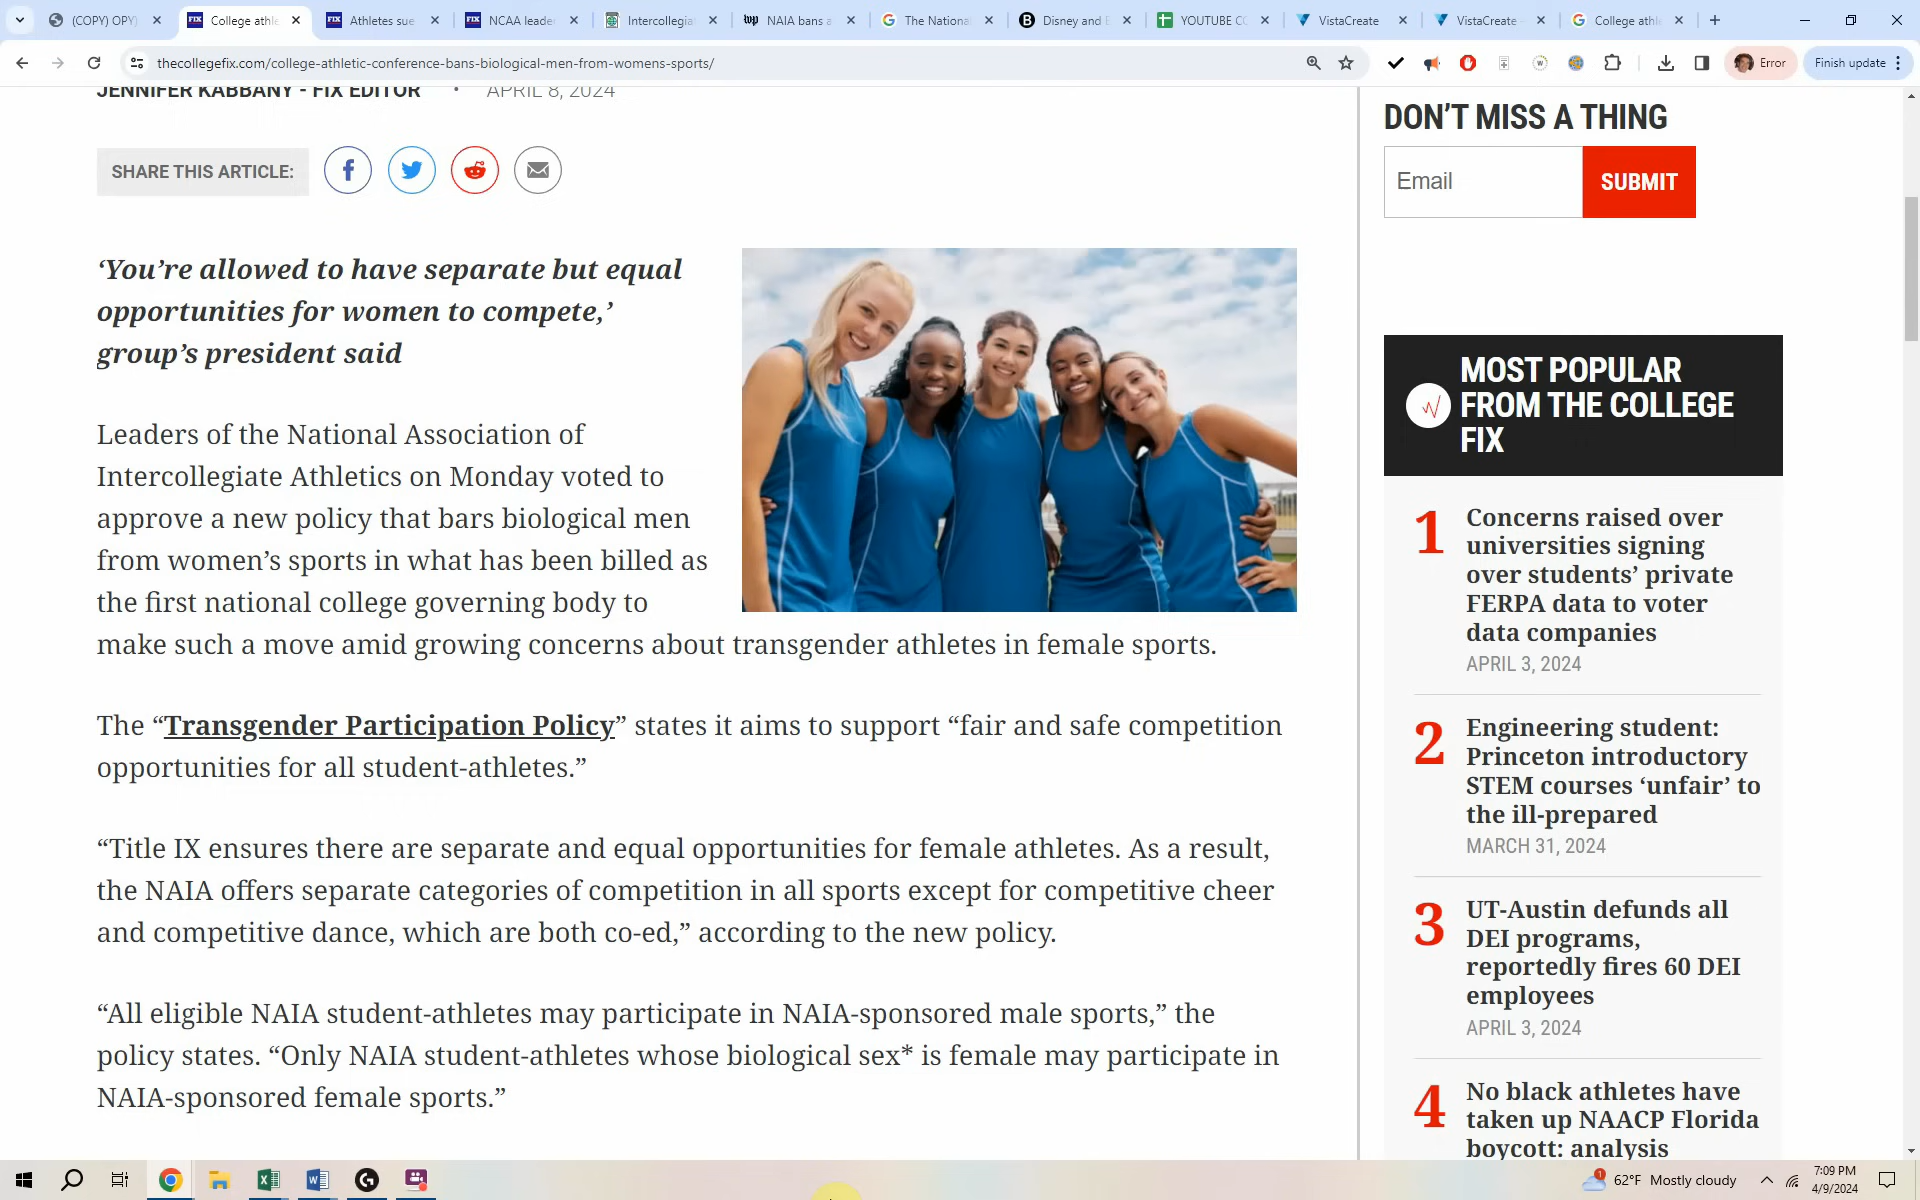 (COPY) OPY
College athle
Athletes sue
NCAA leade
Intercollegia
NAIA bans a
The Nationa
Disney and E
YOUTUBE CC
VistaCreate
VistaCreate -
College athle
thecollegefix.com/college-athletic-conference-bans-biological-men-from-womens-sports/
Error
Finish update
JENNIFER KABBANY - FIX EDITOR • APRIL 8, 2024
SHARE THIS ARTICLE:
‘You’re allowed to have separate but equal
opportunities for women to compete,’
group’s president said
Leaders of the National Association of
Intercollegiate Athletics on Monday voted to
approve a new policy that bars biological men
from women’s sports in what has been billed as
the first national college governing body to
make such a move amid growing concerns about transgender athletes in female sports.
The “Transgender Participation Policy” states it aims to support “fair and safe competition
opportunities for all student-athletes.”
“Title IX ensures there are separate and equal opportunities for female athletes. As a result,
the NAIA offers separate categories of competition in all sports except for competitive cheer
and competitive dance, which are both co-ed,” according to the new policy.
“All eligible NAIA student-athletes may participate in NAIA-sponsored male sports,” the
policy states. “Only NAIA student-athletes whose biological sex* is female may participate in
NAIA-sponsored female sports.”
DON’T MISS A THING
Email
SUBMIT
MOST POPULAR
FROM THE COLLEGE
FIX
1
Concerns raised over
universities signing
over students’ private
FERPA data to voter
data companies
APRIL 3, 2024
2
Engineering student:
Princeton introductory
STEM courses ‘unfair’ to
the ill-prepared
MARCH 31, 2024
3
UT-Austin defunds all
DEI programs,
reportedly fires 60 DEI
employees
APRIL 3, 2024
4
No black athletes have
taken up NAACP Florida
boycott: analysis
62°F Mostly cloudy
7:09 PM
4/9/2024